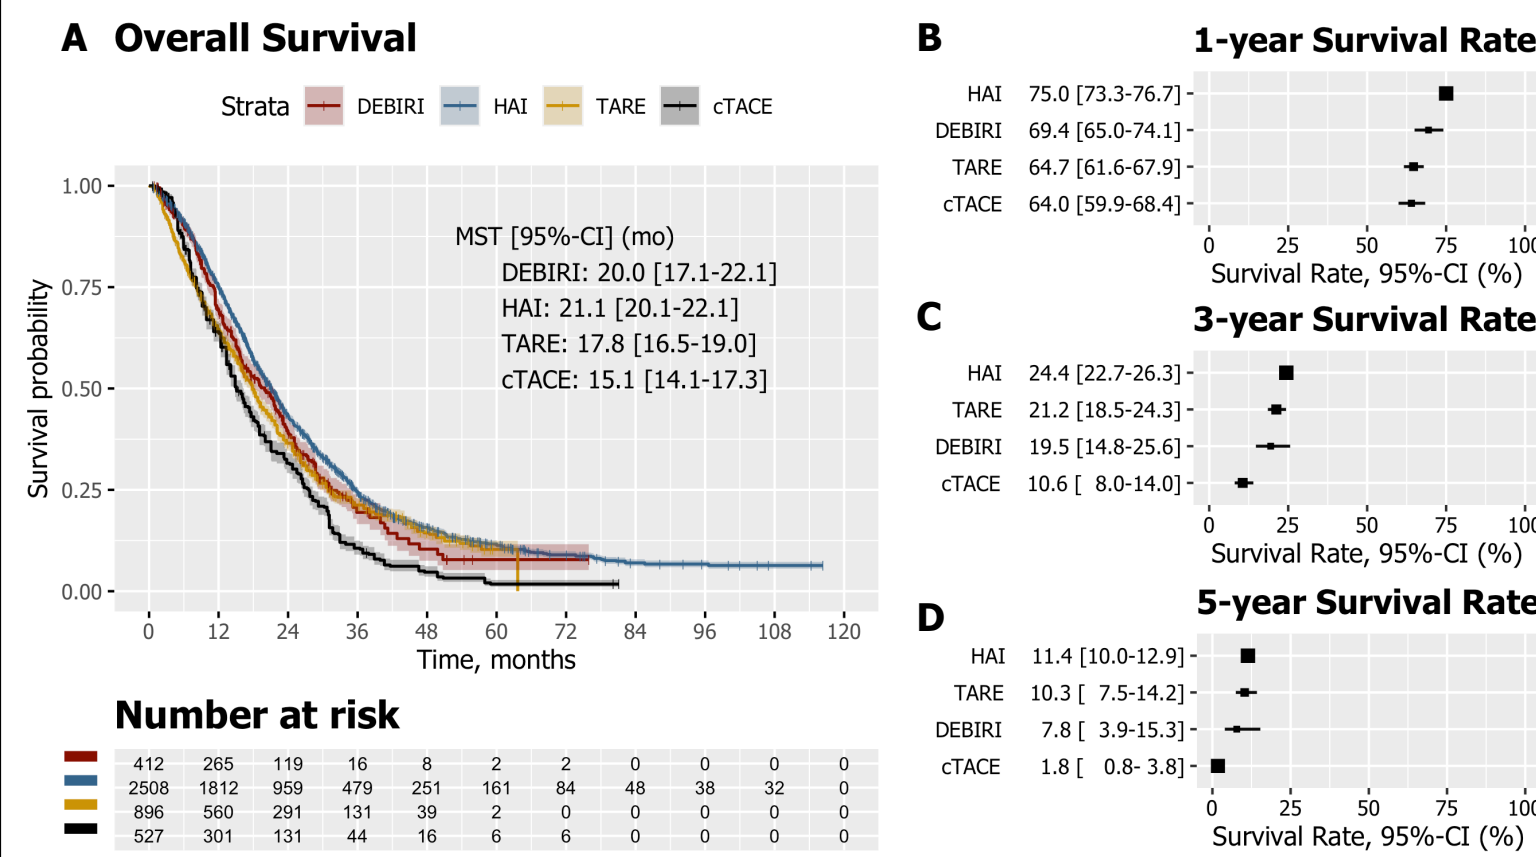 A Overall Survival
Strata DEBIRI HAI TARE cTACE
1.00
0.75
0.50
0.25
0.00
Survival probability
MST [95%-CI] (mo)
DEBIRI: 20.0 [17.1-22.1]
HAI: 21.1 [20.1-22.1]
TARE: 17.8 [16.5-19.0]
cTACE: 15.1 [14.1-17.3]
0 12 24 36 48 60 72 84 96 108 120
Time, months
Number at risk
412 265 119 16 8 2 2 0 0 0 0
2508 1812 959 479 251 161 84 48 38 32 0
896 560 291 131 39 2 0 0 0 0 0
527 301 131 44 16 6 6 0 0 0 0
B 1-year Survival Rate
HAI 75.0 [73.3-76.7]
DEBIRI 69.4 [65.0-74.1]
TARE 64.7 [61.6-67.9]
cTACE 64.0 [59.9-68.4]
0 25 50 75 100
Survival Rate, 95%-CI (%)
C 3-year Survival Rate
HAI 24.4 [22.7-26.3]
TARE 21.2 [18.5-24.3]
DEBIRI 19.5 [14.8-25.6]
cTACE 10.6 [ 8.0-14.0]
0 25 50 75 100
Survival Rate, 95%-CI (%)
D 5-year Survival Rate
HAI 11.4 [10.0-12.9]
TARE 10.3 [ 7.5-14.2]
DEBIRI 7.8 [ 3.9-15.3]
cTACE 1.8 [ 0.8- 3.8]
0 25 50 75 100
Survival Rate, 95%-CI (%)